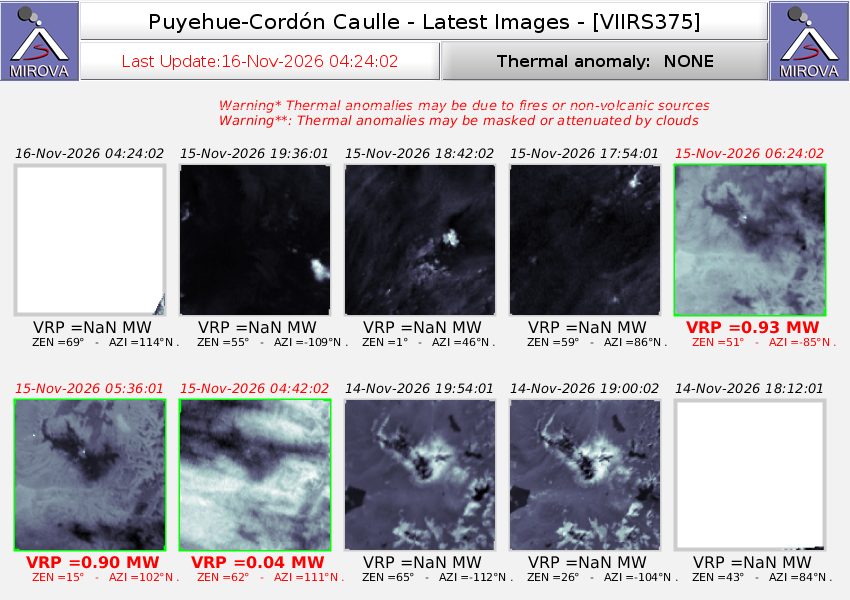 Puyehue-Cordón Caulle - Latest Images - [VIIRS375]
MIROVA
MIROVA
Last Update:16-Nov-2026 04:24:02
Thermal anomaly: NONE
Warning* Thermal anomalies may be due to fires or non-volcanic sources
Warning**: Thermal anomalies may be masked or attenuated by clouds
16-Nov-2026 04:24:02
15-Nov-2026 19:36:01
15-Nov-2026 18:42:02
15-Nov-2026 17:54:01
15-Nov-2026 06:24:02
VRP =NaN MW
VRP =NaN MW
VRP =NaN MW
VRP =NaN MW
VRP =0.93 MW
ZEN =69° - AZI =114°N .
ZEN =55° - AZI =-109°N .
ZEN =1° - AZI =46°N .
ZEN =59° - AZI =86°N .
ZEN =51° - AZI =-85°N .
15-Nov-2026 05:36:01
15-Nov-2026 04:42:02
14-Nov-2026 19:54:01
14-Nov-2026 19:00:02
14-Nov-2026 18:12:01
VRP =0.90 MW
VRP =0.04 MW
VRP =NaN MW
VRP =NaN MW
VRP =NaN MW
ZEN =15° - AZI =102°N .
ZEN =62° - AZI =111°N .
ZEN =65° - AZI =-112°N .
ZEN =26° - AZI =-104°N .
ZEN =43° - AZI =84°N .